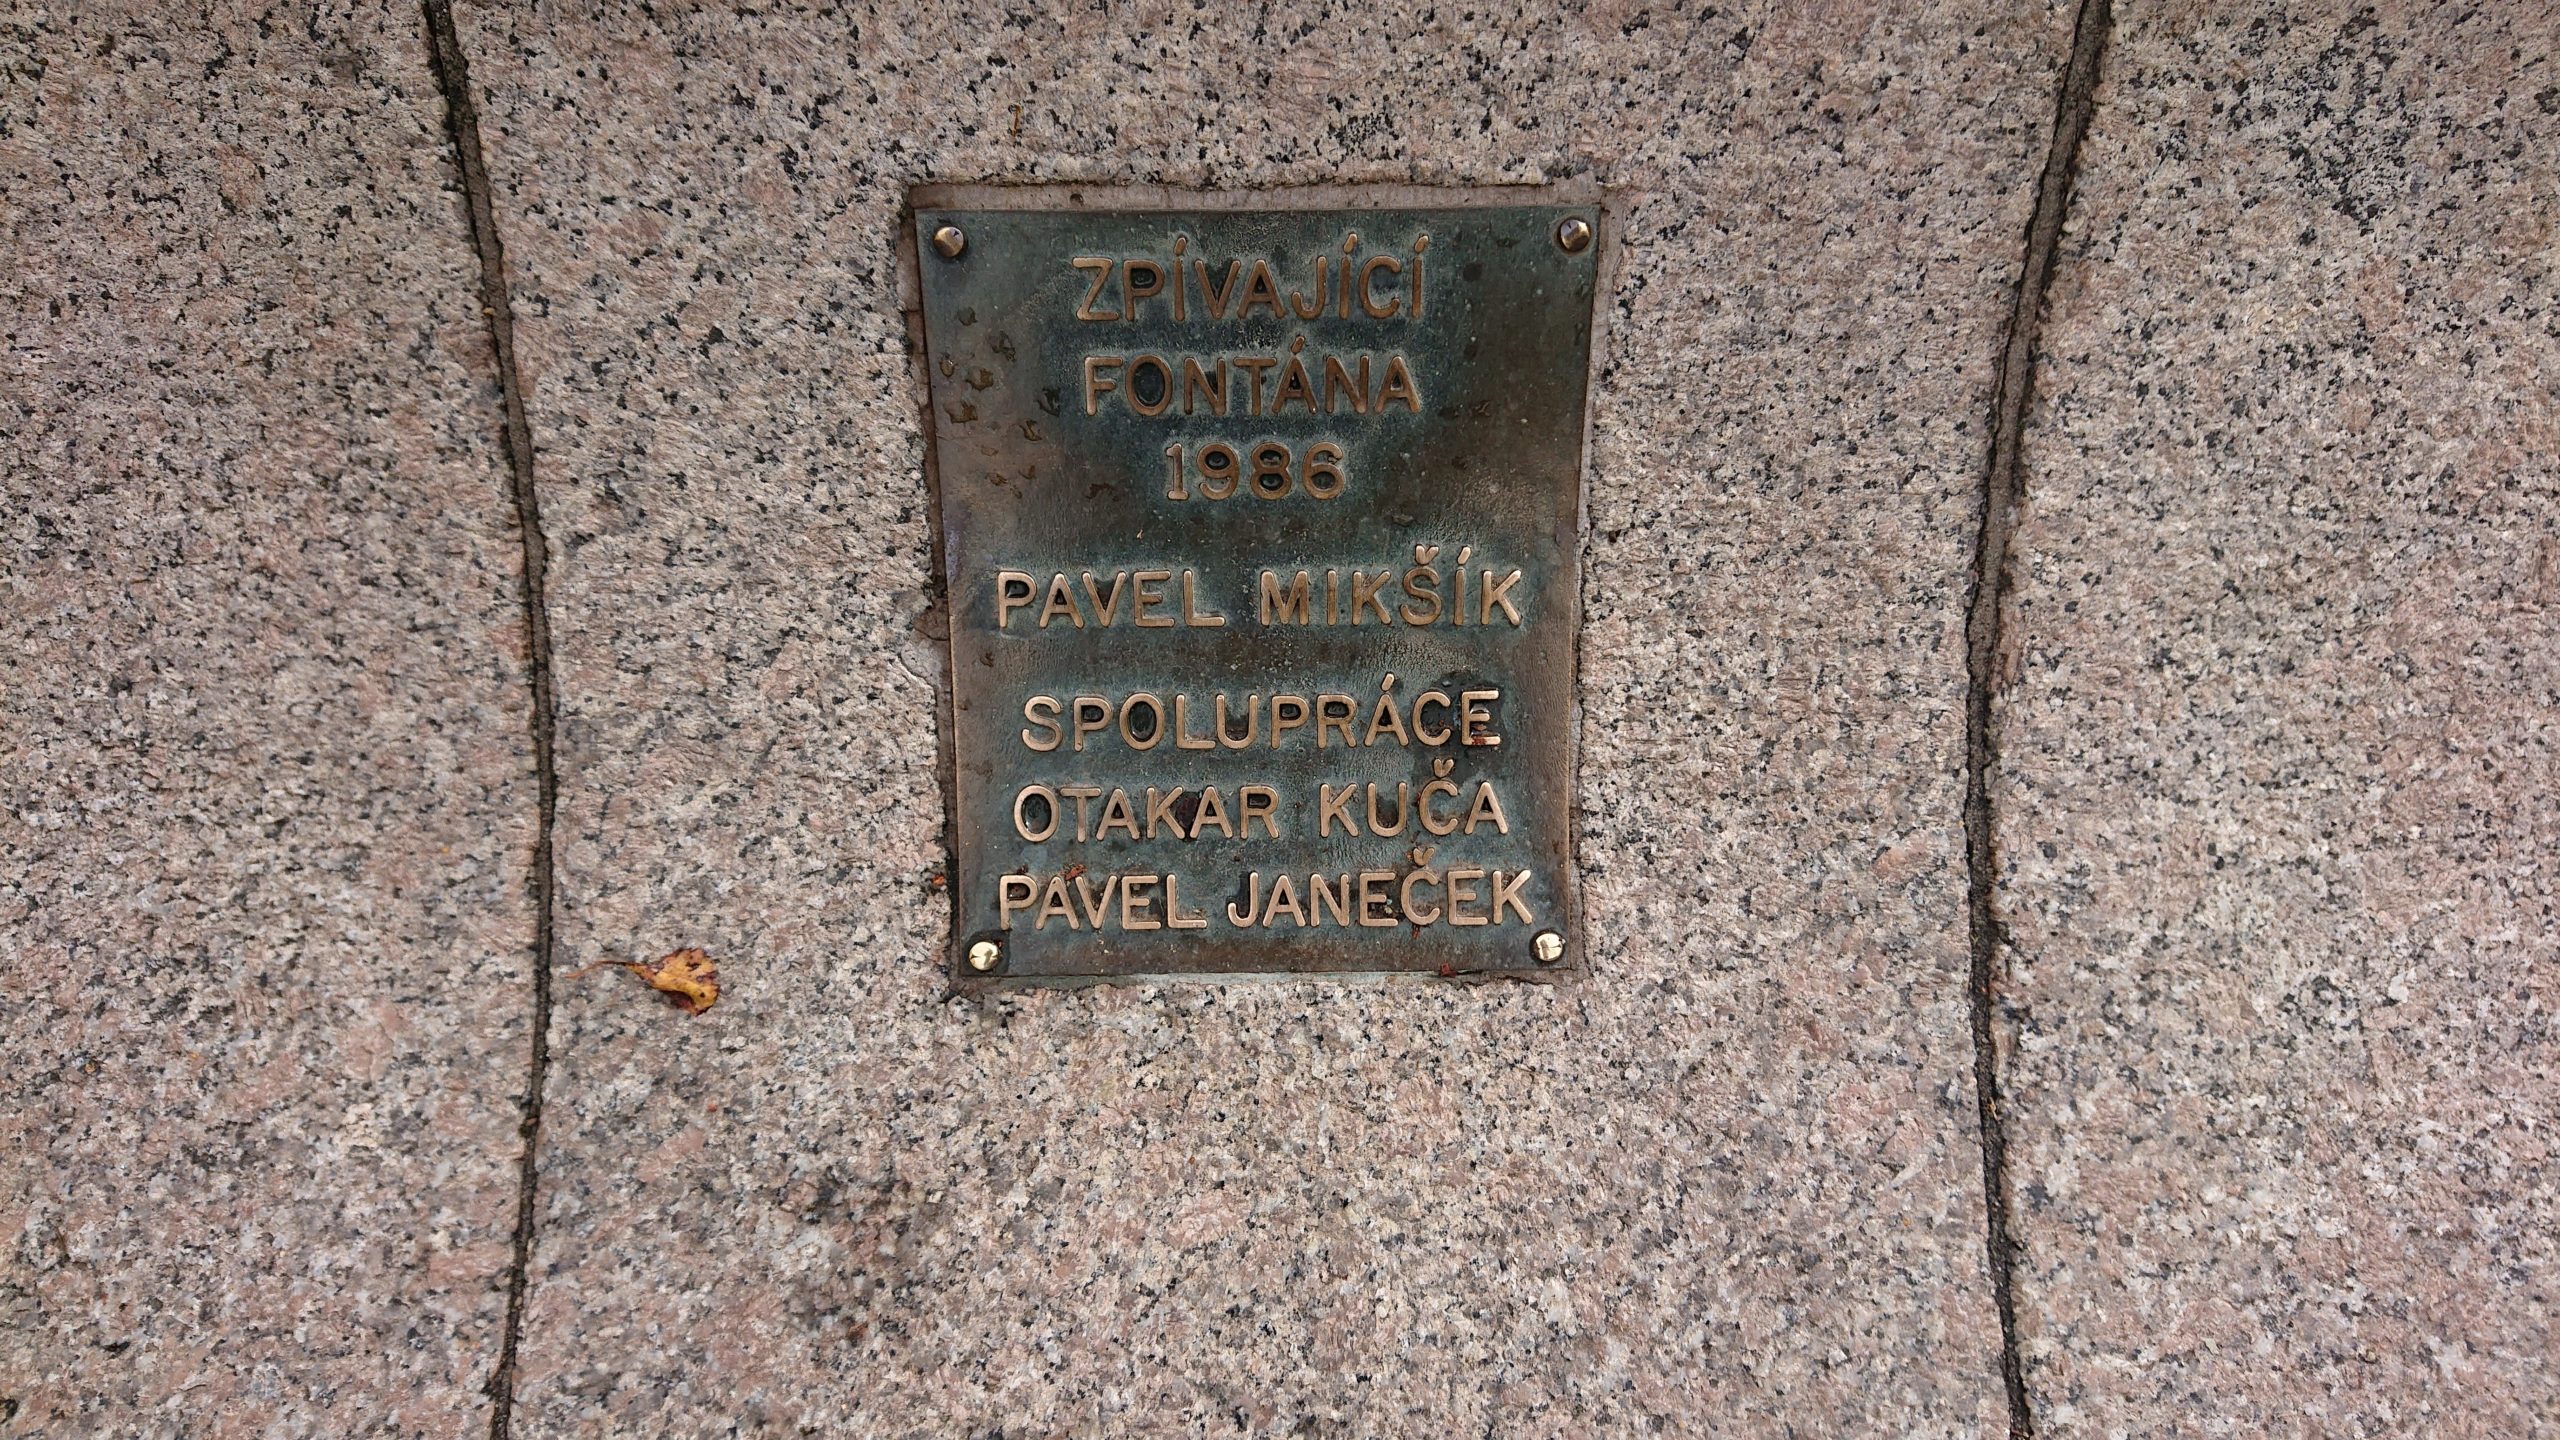 ZPÍVAJÍCÍ
FONTÁNA
1986
PAVEL MIKŠÍK
SPOLUPRÁCE
OTAKAR KUČA
PAVEL JANEČEK